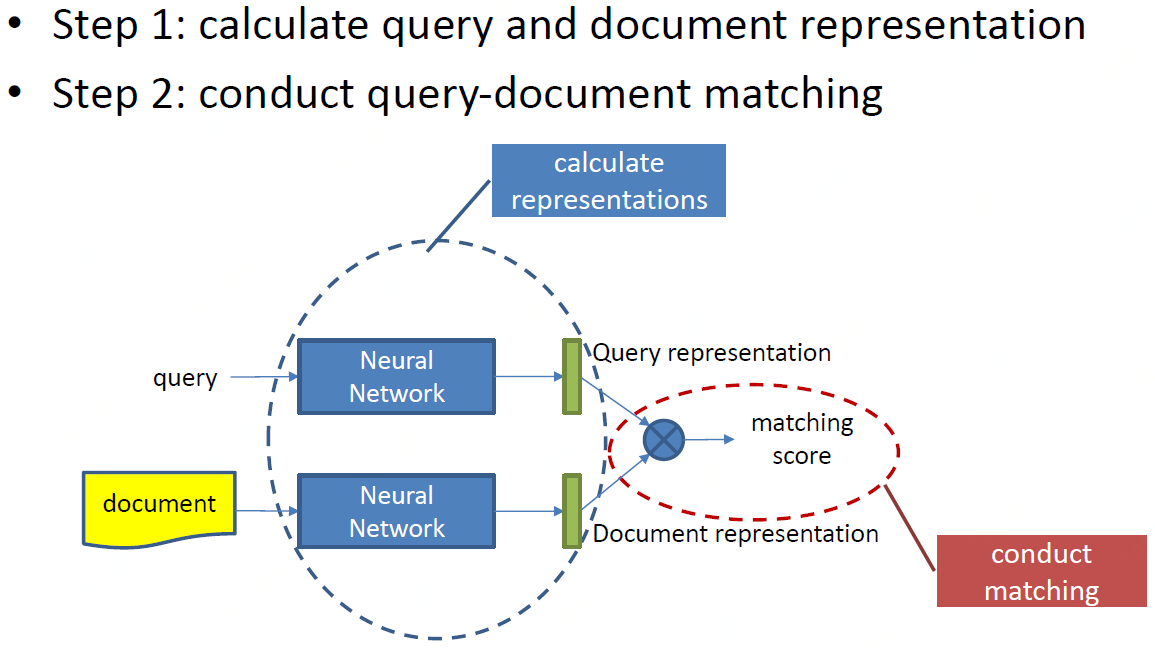 • Step 1: calculate query and document representation
• Step 2: conduct query-document matching
calculate
representations
query
Neural
Network
Query representation
matching
score
document
Neural
Network
Document representation
conduct
matching